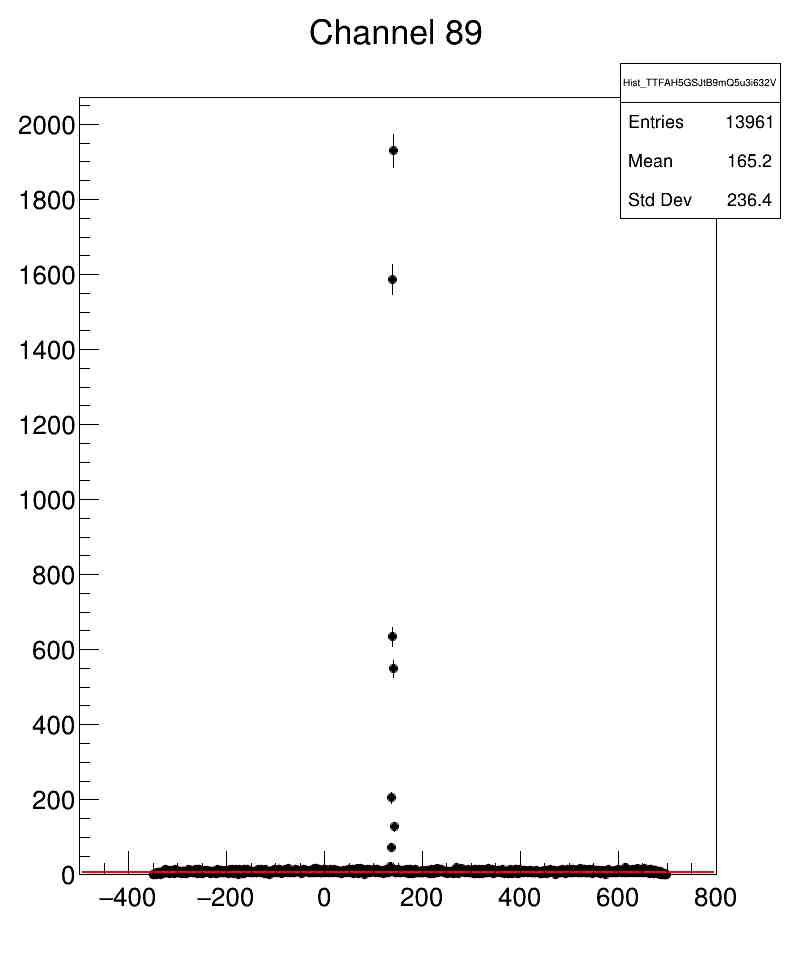 Channel 89
Hist_TTFAH5GSJtB9mQ5u3i632V
Entries 13961
Mean 165.2
Std Dev 236.4
2000
1800
1600
1400
1200
1000
800
600
400
200
0
−400 −200 0 200 400 600 800